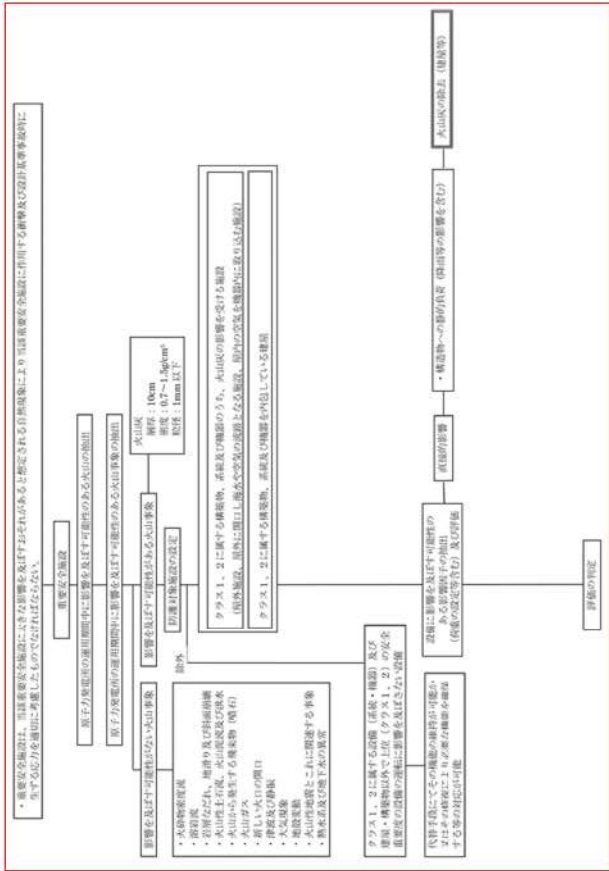 ・重要安全施設は、当該重要安全施設に大きな影響を及ぼすおそれがあると想定される自然現象により当該重要安全施設に作用する衝撃及び設計基準事故時に
生ずる応力を適切に考慮したものでなければならない。
重要安全施設
原子力発電所の運用期間中に影響を及ぼす可能性のある火山の抽出
原子力発電所の運用期間中に影響を及ぼす可能性のある火山事象の抽出
影響を及ぼす可能性がない火山事象
・火砕物密度流
・溶岩流
・岩屑なだれ、地滑り及び斜面崩壊
・火山性土石流、火山泥流及び洪水
・火山から発生する飛来物(噴石)
・火山ガス
・新しい火口の開口
・津波及び静振
・大気現象
・地殻変動
・火山性地震とこれに関連する事象
・熱水系及び地下水の異常
影響を及ぼす可能性がある火山事象
火山灰
層厚:10cm
密度:0.7~1.5g/cm³
粒径:1mm以下
防護対象施設の設定
除外
クラス1、2に属する構築物、系統及び機器のうち、火山灰の影響を受ける施設
(屋外施設、屋外に開口し海水や空気の流路となる施設、屋内の空気を機器内に取り込む施設)
クラス1、2に属する構築物、系統及び機器を内包している建屋
クラス1、2に属する設備(系統・機器)及び
建屋・構築物以外で上位(クラス1、2)の安全
重要度の設備の運転に影響を及ぼさない設備
代替手段にてその機能の維持が可能か
又はその修復により必要な機能を確保
する等の対応が可能
設備に影響を及ぼす可能性の
ある影響因子の抽出
(荷重の設定等含む)及び評価
直接的影響
・構造物への静的負荷(降雨等の影響を含む)
火山灰の除去(建屋等)
評価の判定